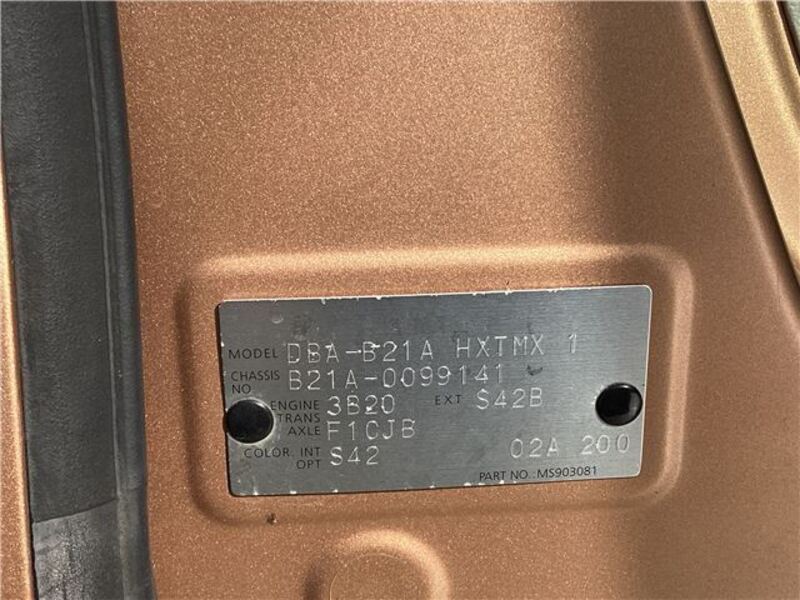 MODEL DBA-B21A HXTMX 1
CHASSIS NO B21A-0099141
ENGINE 3B20 EXT S42B
TRANS AXLE F1CJB
COLOR. INT OPT S42 02A 200
PART NO.:MS903081